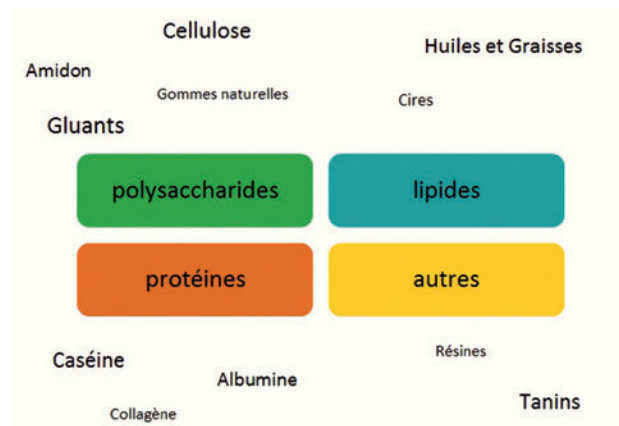 Cellulose
Huiles et Graisses
Amidon
Gommes naturelles
Cires
Gluants
polysaccharides
lipides
protéines
autres
Résines
Caséine
Albumine
Tanins
Collagène